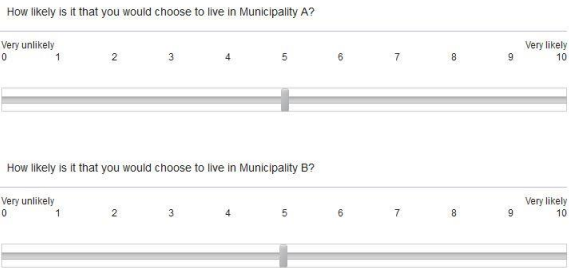 How likely is it that you would choose to live in Municipality A?
Very unlikely Very likely
0 1 2 3 4 5 6 7 8 9 10
How likely is it that you would choose to live in Municipality B?
Very unlikely Very likely
0 1 2 3 4 5 6 7 8 9 10